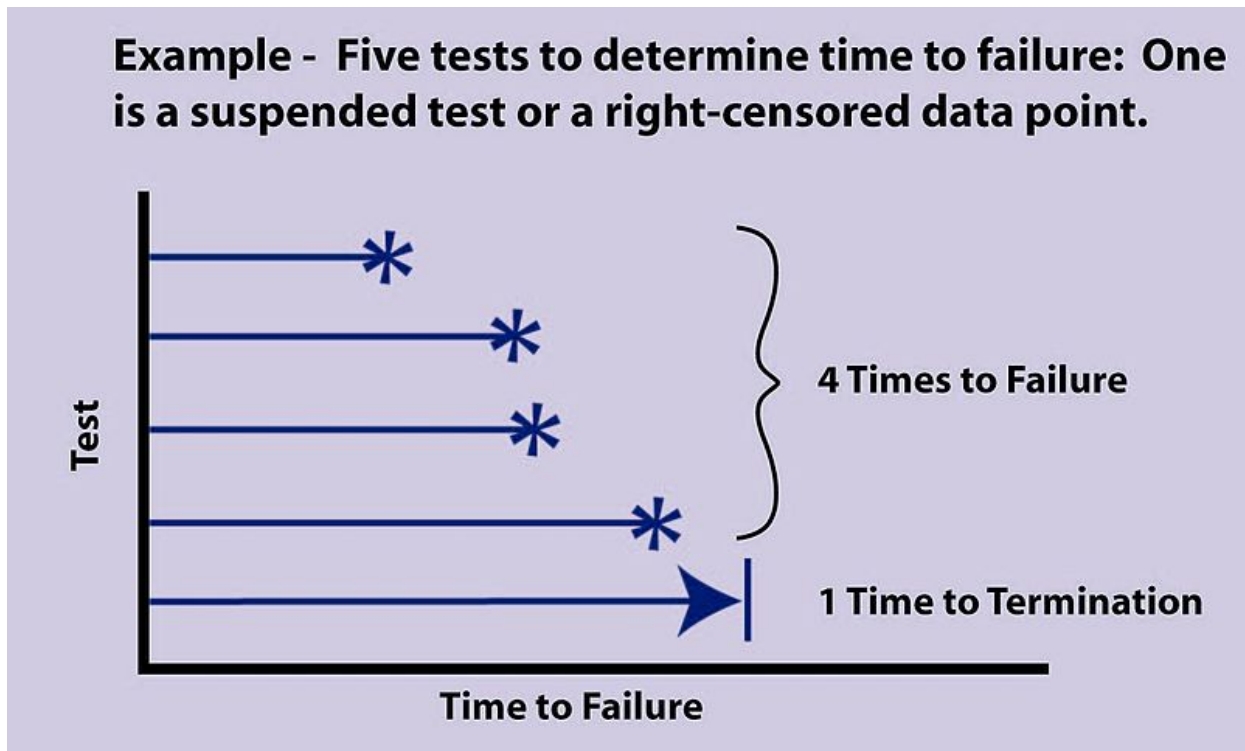 Example -  Five tests to determine time to failure:  One
is a suspended test or a right-censored data point.
Test
4 Times to Failure
1 Time to Termination
Time to Failure